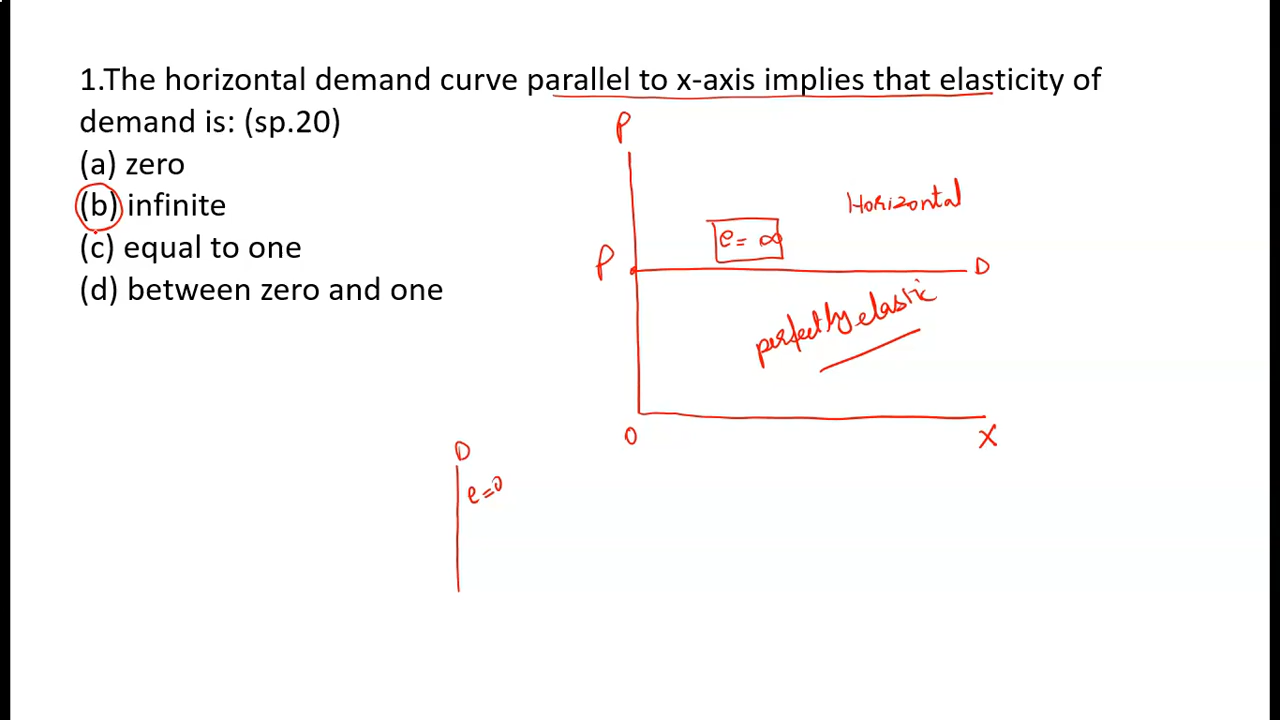 1.The horizontal demand curve parallel to x-axis implies that elasticity of
demand is: (sp.20)
(a) zero
(b) infinite
(c) equal to one
(d) between zero and one
P
Horizontal
e= ∞
P
D
perfectly elastic
O
X
D
e=0